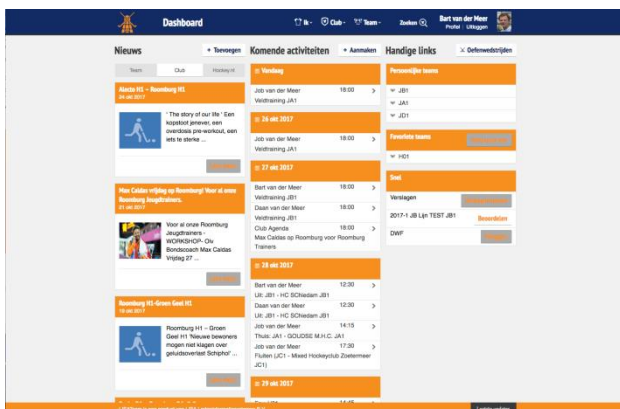 Dashboard
Ik
Club
Team
Zoeken
Bart van der Meer
Profiel | Uitloggen
Nieuws
+ Toevoegen
Team
Club
Hockey.nl
Alecto H1 – Roomburg H1
24 okt 2017
' The story of our life ' Een
kopstoot jenever, een
overdosis pre-workout, een
iets te sterke ...
Max Caldas vrijdag op Roomburg! Voor al onze
Roomburg Jeugdtrainers.
21 okt 2017
Voor al onze Roomburg
Jeugdtrainers -
WORKSHOP- Olv
Bondscoach Max Caldas
Vrijdag 27 ...
Roomburg H1-Groen Geel H1
18 okt 2017
Roomburg H1 – Groen
Geel H1 'Nieuwe bewoners
mogen niet klagen over
geluidsoverlast Schiphol' ...
Komende activiteiten
+ Aanmaken
Vandaag
Job van der Meer 18:00
Veldtraining JA1
26 okt 2017
Job van der Meer 18:00
Veldtraining JA1
27 okt 2017
Bart van der Meer 18:00
Veldtraining JB1
Daan van der Meer 18:00
Veldtraining JB1
Club Agenda 18:00
Max Caldas op Roomburg voor Roomburg
Trainers
28 okt 2017
Bart van der Meer 12:30
Uit: JB1 - HC SCHiedam JB1
Daan van der Meer 12:30
Uit: JB1 - HC SCHiedam JB1
Job van der Meer 14:15
Thuis: JA1 - GOUDSE M.H.C. JA1
Job van der Meer 17:30
Fluiten (JC1 - Mixed Hockeyclub Zoetermeer
JC1)
29 okt 2017
Handige links
Oefenwedstrijden
Persoonlijke teams
JB1
JA1
JD1
Favoriete teams
H01
Snel
Verslagen
2017-1 JB Lijn TEST JB1
Beoordelen
DWF